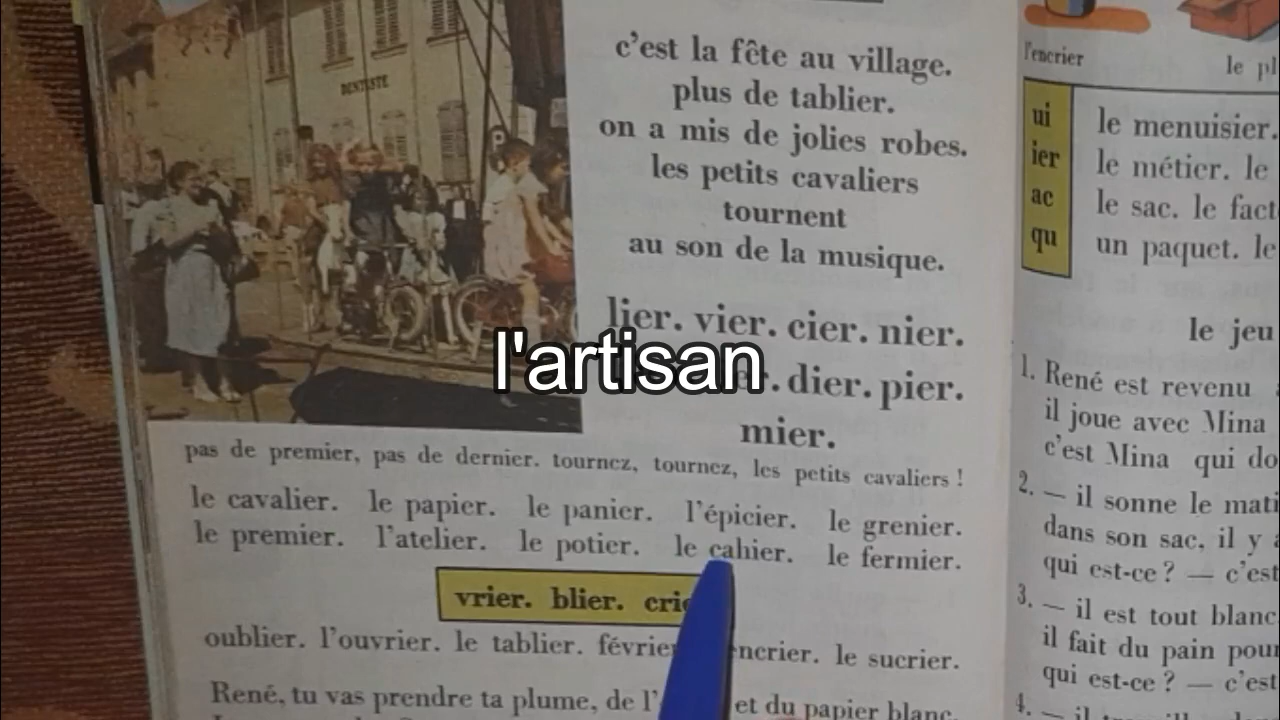 DENTISTE
c'est la fête au village.
plus de tablier.
on a mis de jolies robes.
les petits cavaliers
tournent
au son de la musique.
lier. vier. cier. nier.
l'artisan
dier. pier.
mier.
pas de premier, pas de dernier. tournez, tournez, les petits cavaliers !
le cavalier. le papier. le panier. l'épicier. le grenier.
le premier. l'atelier. le potier. le cahier. le fermier.
vrier. blier.
oublier. l'ouvrier. le tablier. le sucrier.
René, tu vas prendre ta plume, de et du papier blanc.
l'encrier le
ui
ier
ac
qu
le menuisier.
le métier. le
le sac. le
un paquet. le
le jeu
1. René est revenu
il joue avec Mina
c'est Mina qui
2. — il sonne le
dans son sac, il y
qui est-ce ? — c'est
3. — il est tout blanc.
il fait du pain
qui est-ce ? — c'est
4. — il